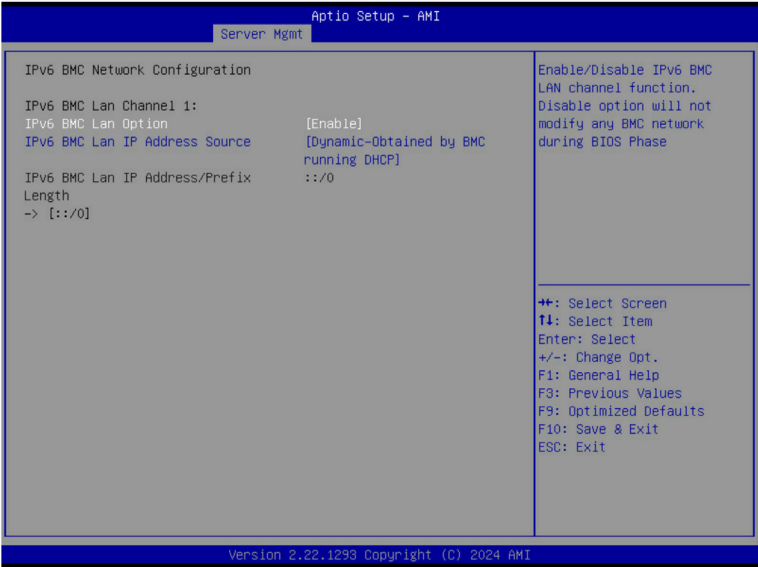 Aptio Setup – AMI
Server Mgmt
IPv6 BMC Network Configuration
IPv6 BMC Lan Channel 1:
IPv6 BMC Lan Option [Enable]
IPv6 BMC Lan IP Address Source [Dynamic-Obtained by BMC
running DHCP]
IPv6 BMC Lan IP Address/Prefix ::/0
Length
-> [::/0]
Enable/Disable IPv6 BMC
LAN channel function.
Disable option will not
modify any BMC network
during BIOS Phase
→←: Select Screen
↑↓: Select Item
Enter: Select
+/-: Change Opt.
F1: General Help
F3: Previous Values
F9: Optimized Defaults
F10: Save & Exit
ESC: Exit
Version 2.22.1293 Copyright (C) 2024 AMI